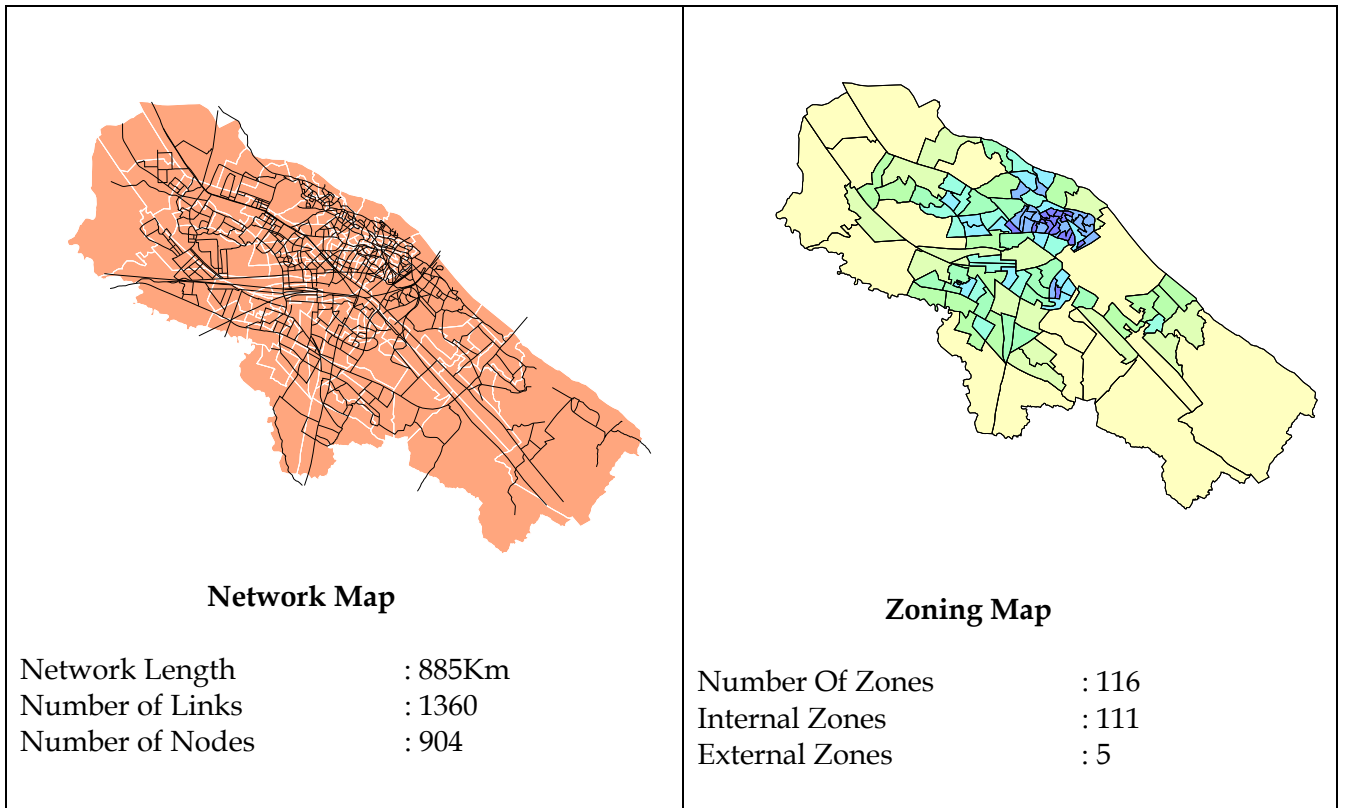 Network Map
Network Length : 885Km
Number of Links : 1360
Number of Nodes : 904
Zoning Map
Number Of Zones : 116
Internal Zones : 111
External Zones : 5